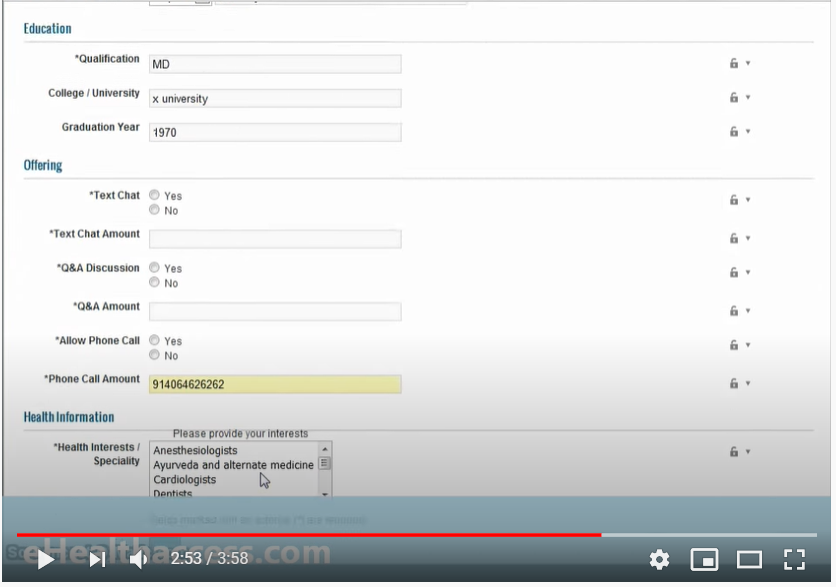 Education
*Qualification MD
College / University x university
Graduation Year 1970
Offering
*Text Chat Yes
No
*Text Chat Amount
*Q&A Discussion Yes
No
*Q&A Amount
*Allow Phone Call Yes
No
*Phone Call Amount 914064626262
Health Information
Please provide your interests
*Health Interests / Speciality
Anesthesiologists
Ayurveda and alternate medicine
Cardiologists
Dentists
eHealthaccess.com
2:53 / 3:58